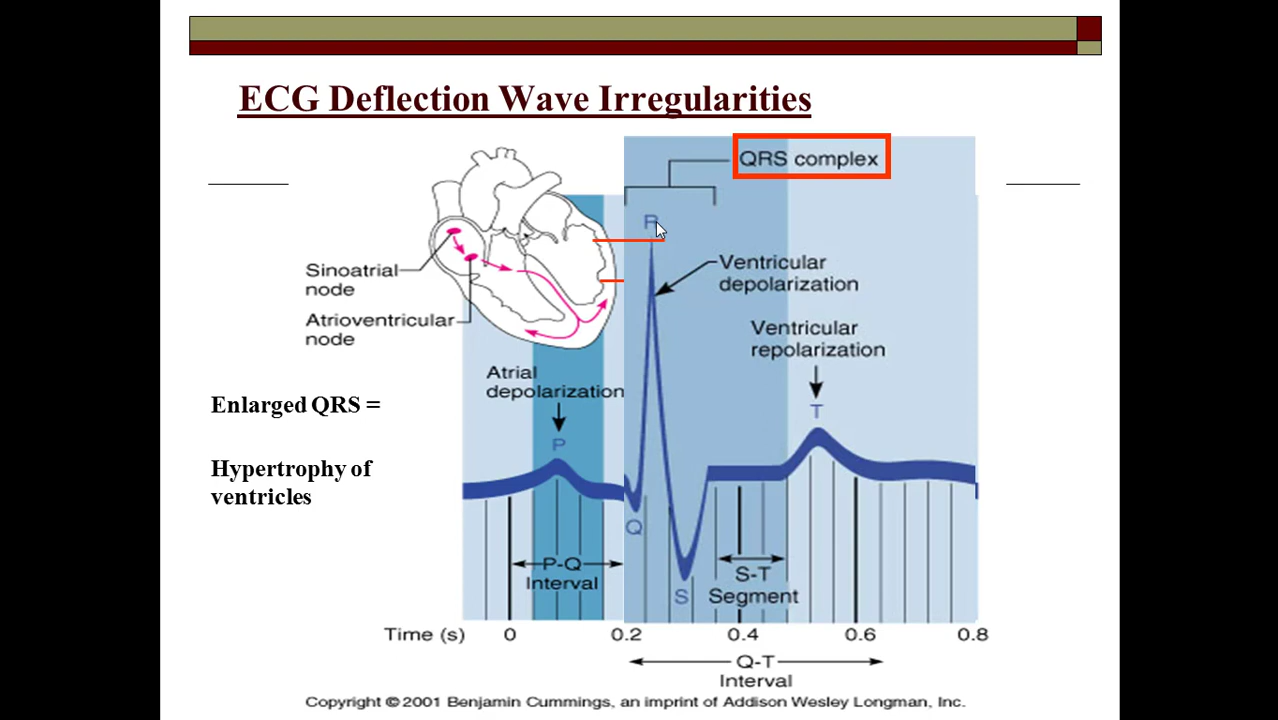 ECG Deflection Wave Irregularities
QRS complex
R
Ventricular
depolarization
Sinoatrial
node
Atrioventricular
node
Ventricular
repolarization
Atrial
depolarization
Enlarged QRS =
Hypertrophy of
ventricles
P
T
Q
S
P-Q
Interval
S-T
Segment
Time (s) 0 0.2 0.4 0.6 0.8
Q-T
Interval
Copyright © 2001 Benjamin Cummings, an imprint of Addison Wesley Longman, Inc.